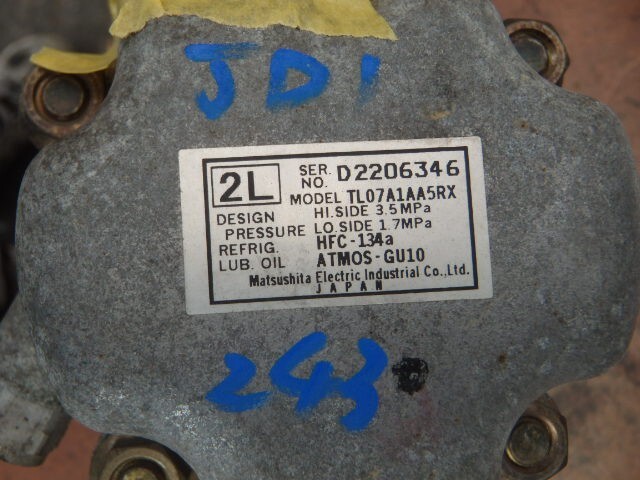 JD1
2L
SER. NO. D2206346
MODEL TL07A1AA5RX
DESIGN PRESSURE HI.SIDE 3.5MPa
LO.SIDE 1.7MPa
REFRIG. HFC-134a
LUB. OIL ATMOS-GU10
Matsushita Electric Industrial Co.,Ltd.
JAPAN
243